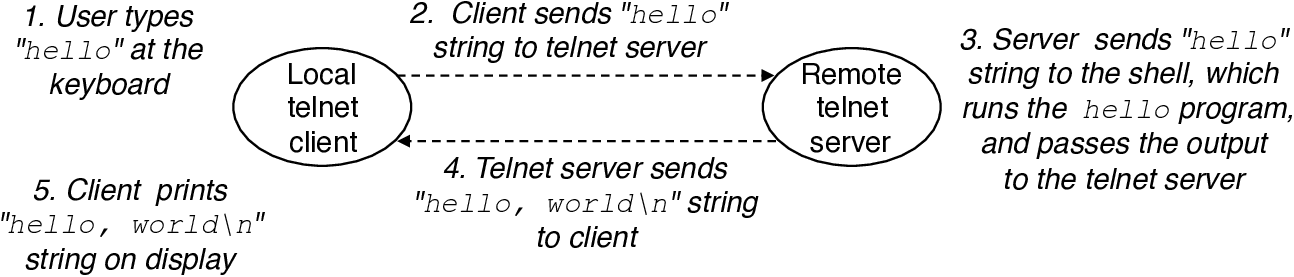 1. User types
"hello" at the
keyboard
2. Client sends "hello"
string to telnet server
Local
telnet
client
Remote
telnet
server
3. Server sends "hello"
string to the shell, which
runs the hello program,
and passes the output
to the telnet server
4. Telnet server sends
"hello, world\n" string
to client
5. Client prints
"hello, world\n"
string on display